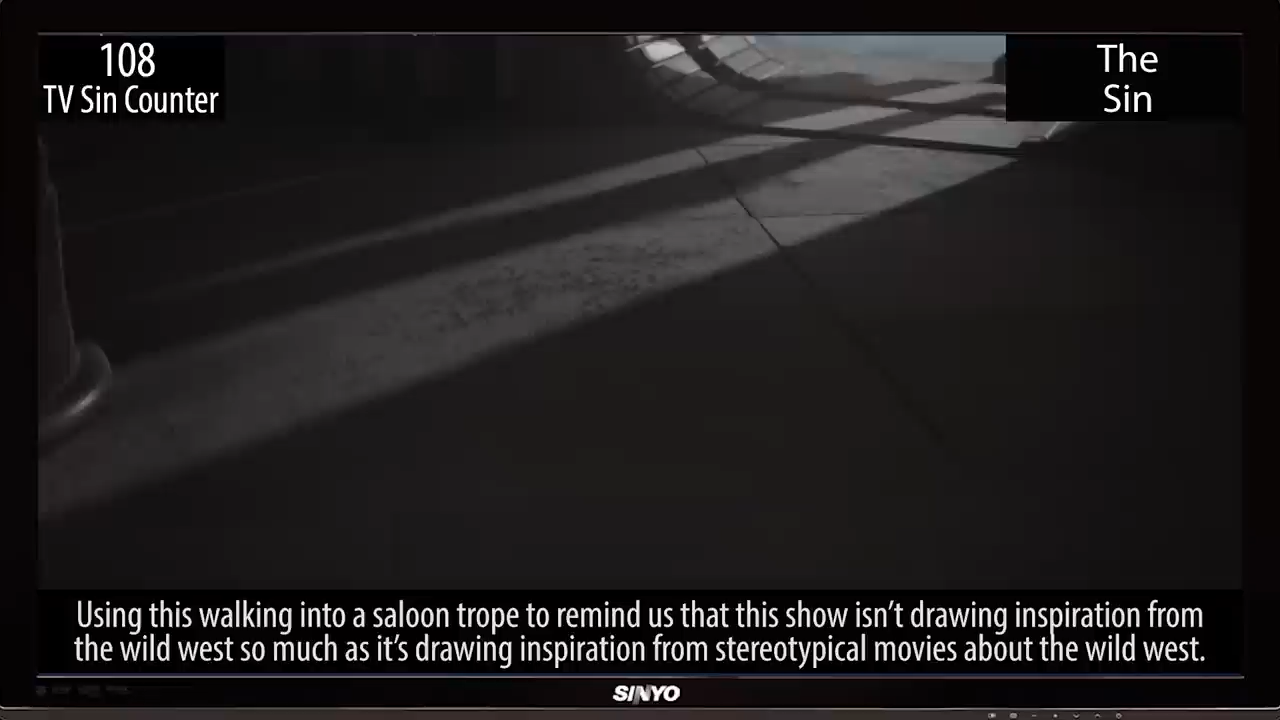 108
TV Sin Counter
The
Sin
Using this walking into a saloon trope to remind us that this show isn't drawing inspiration from
the wild west so much as it's drawing inspiration from stereotypical movies about the wild west.
SINYO